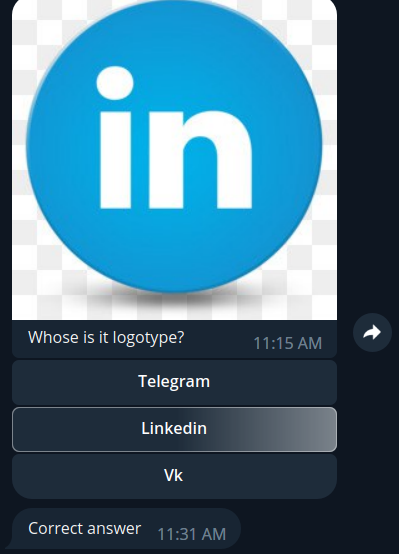 in
Whose is it logotype?
11:15 AM
Telegram
Linkedin
Vk
Correct answer
11:31 AM